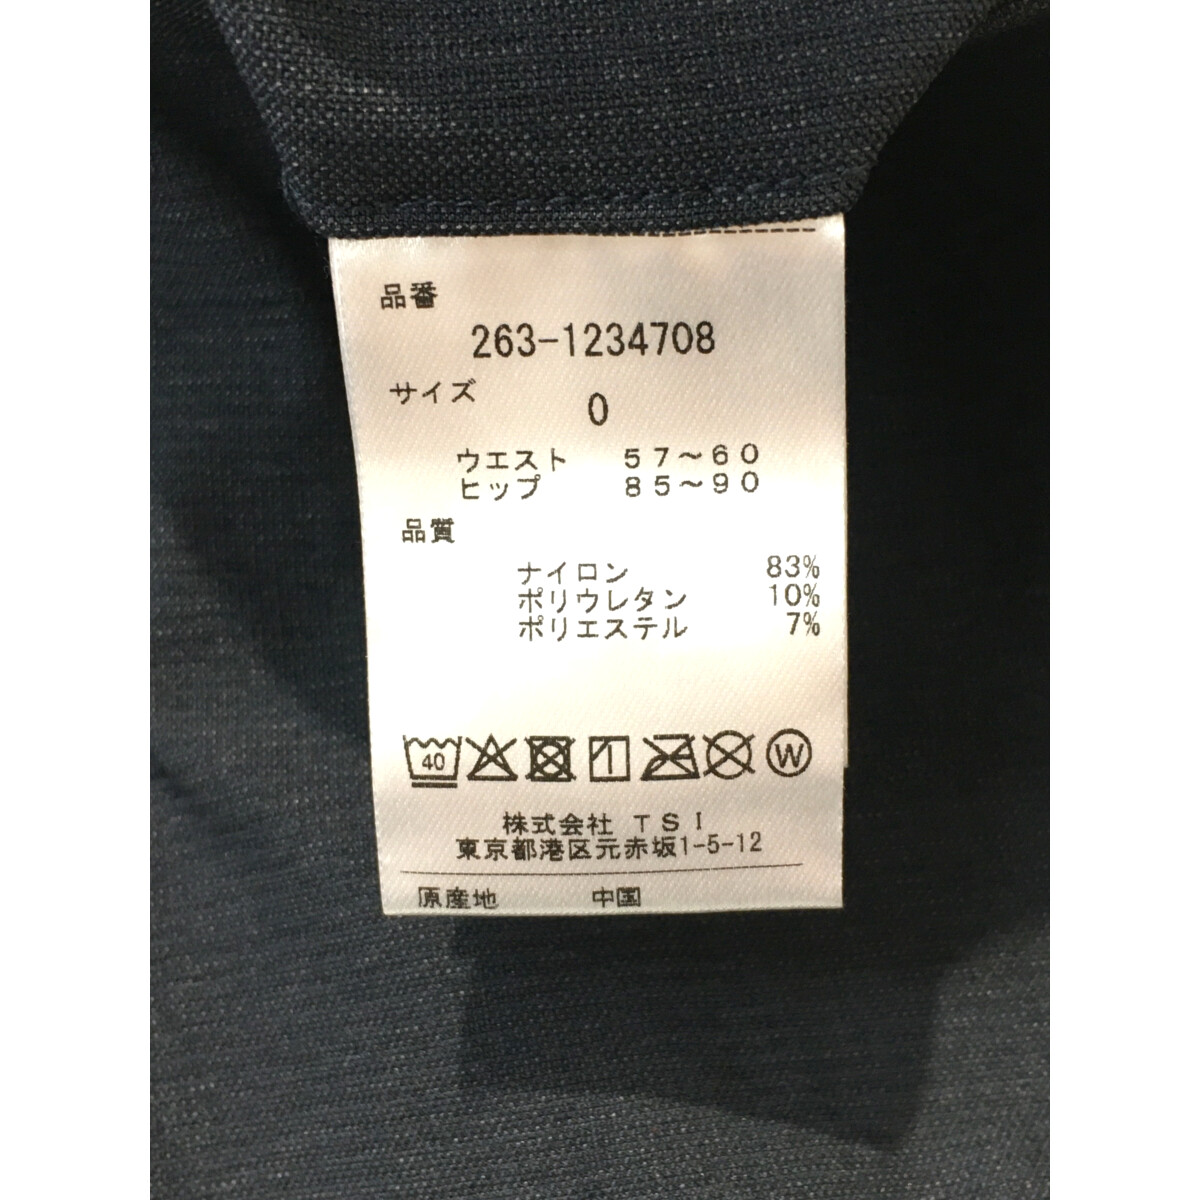 品番
263-1234708
サイズ
0
ウエスト 57〜60
ヒップ 85〜90
品質
ナイロン 83%
ポリウレタン 10%
ポリエステル 7%
40 W
株式会社 TSI
東京都港区元赤坂1-5-12
原産地 中国